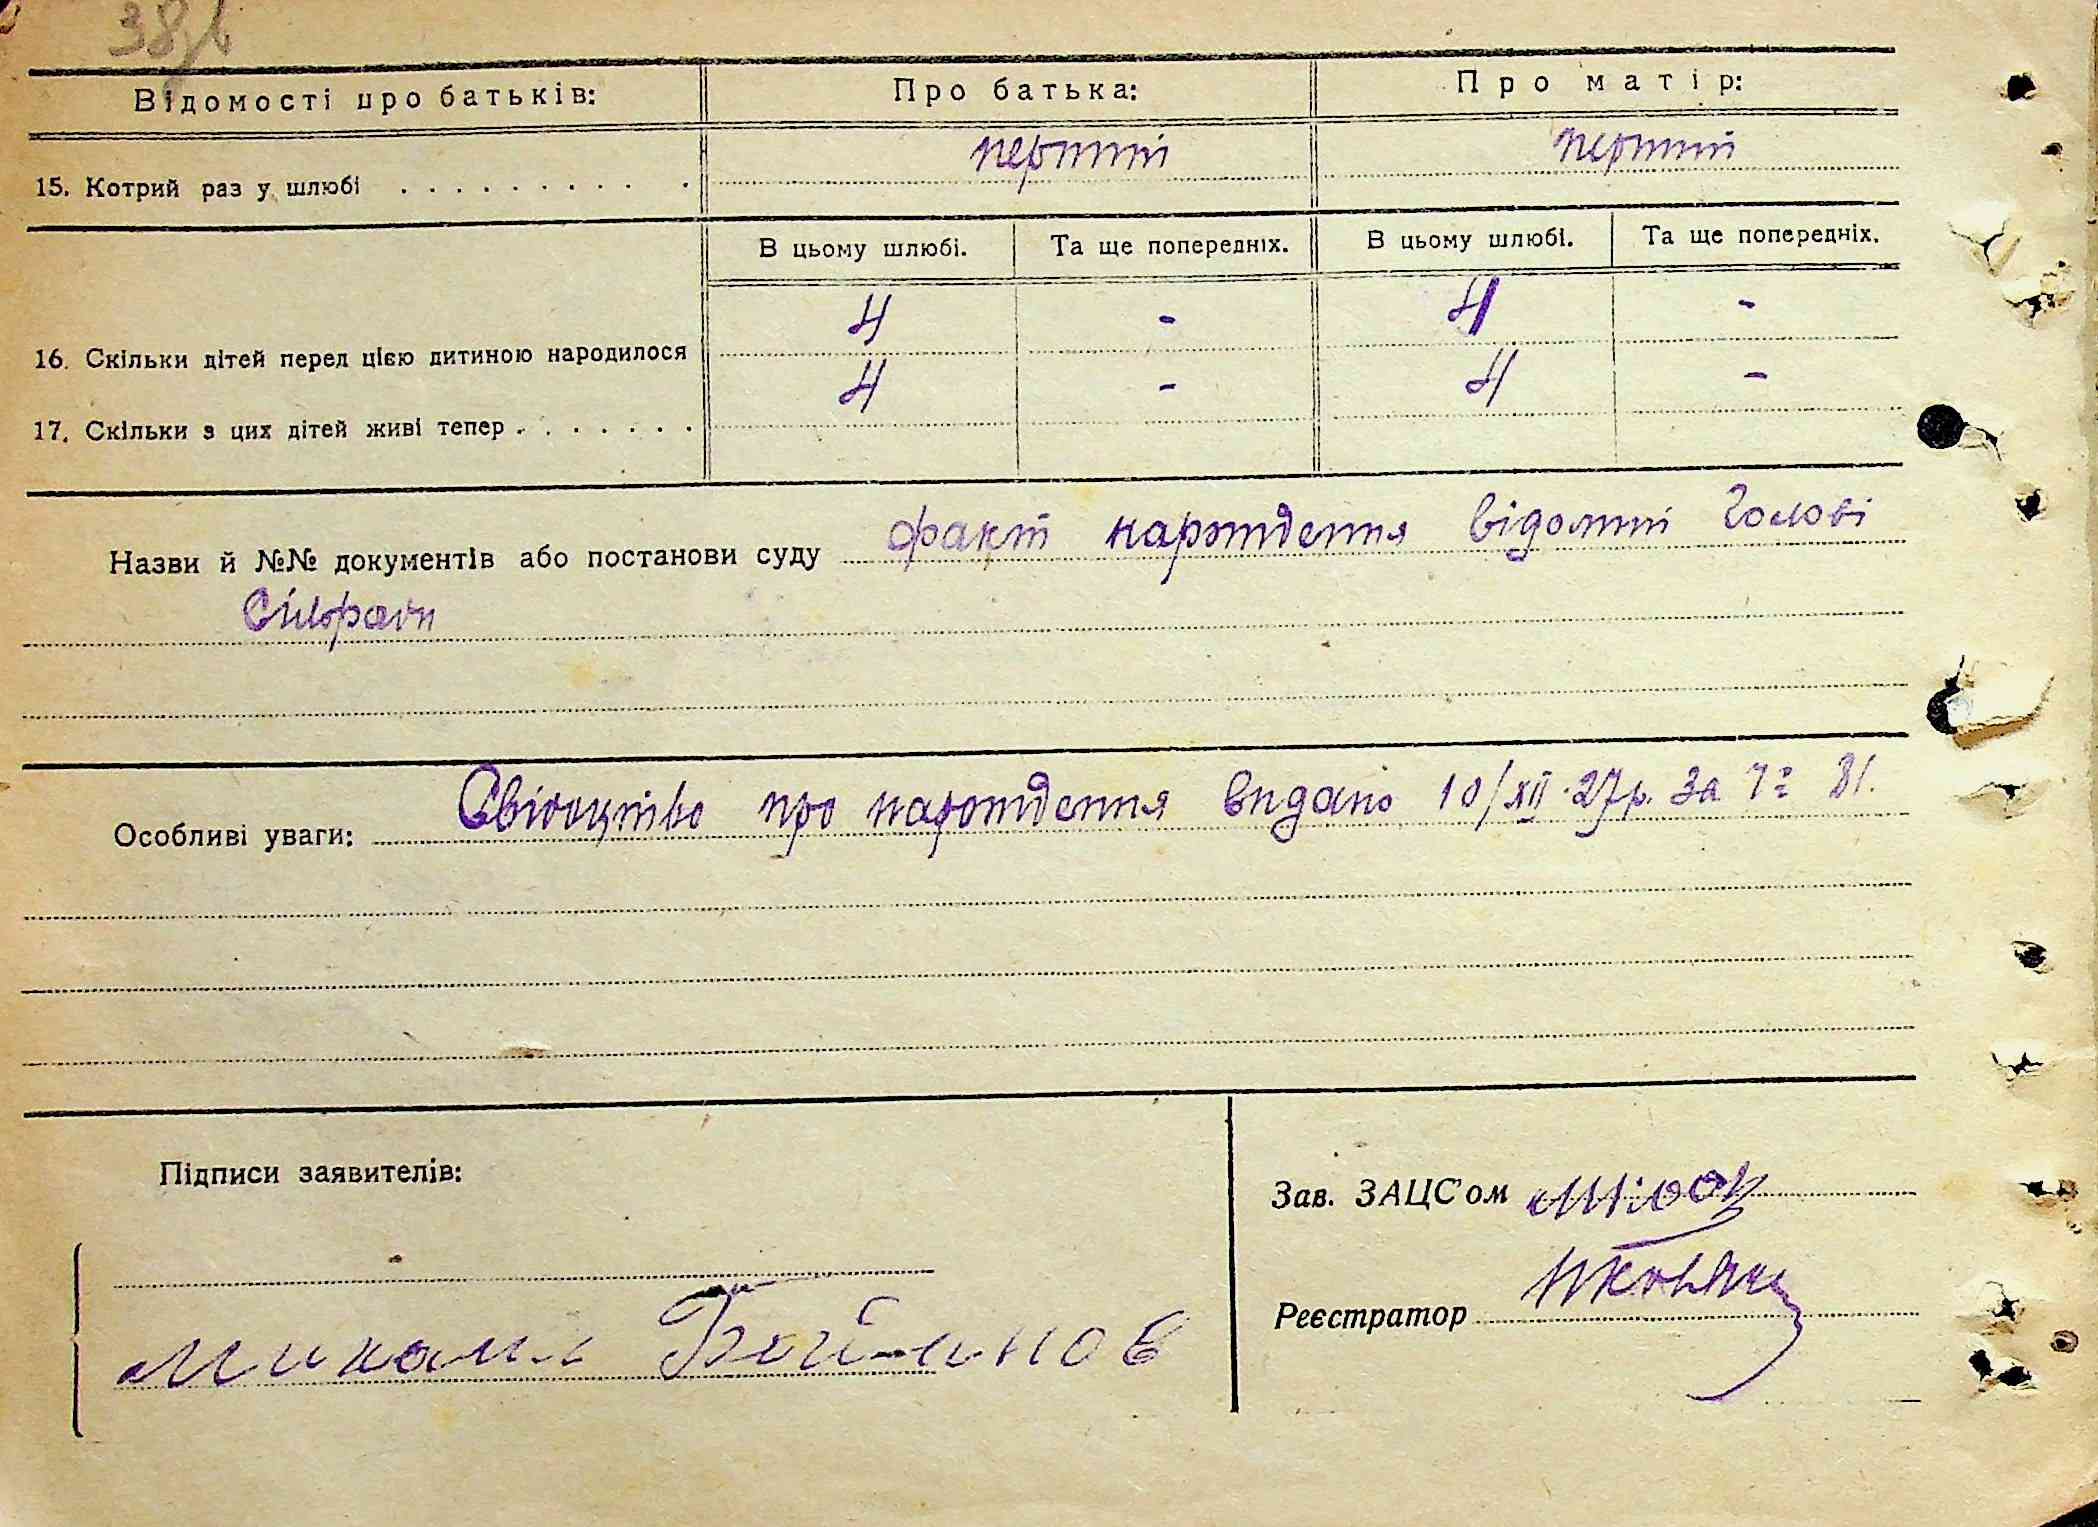 Відомості про батьків: Про батька: Про матір:
15. Котрий раз у шлюбі . . . . . . . . . . перший перший
В цьому шлюбі. Та ще попередніх. В цьому шлюбі. Та ще попередніх.
16. Скільки дітей перед цією дитиною народилося 4 - 4 -
17. Скільки з цих дітей живі тепер . . . . . . . 4 - 4 -
Назви й №№ документів або постанови суду факт народження відомий Голові
Сільради
Особливі уваги: Свідоцтво про народження видано 10/XII-27р. За 81.
Підписи заявителів:
Зав. ЗАЦС'ом
Реєстратор
Михаил